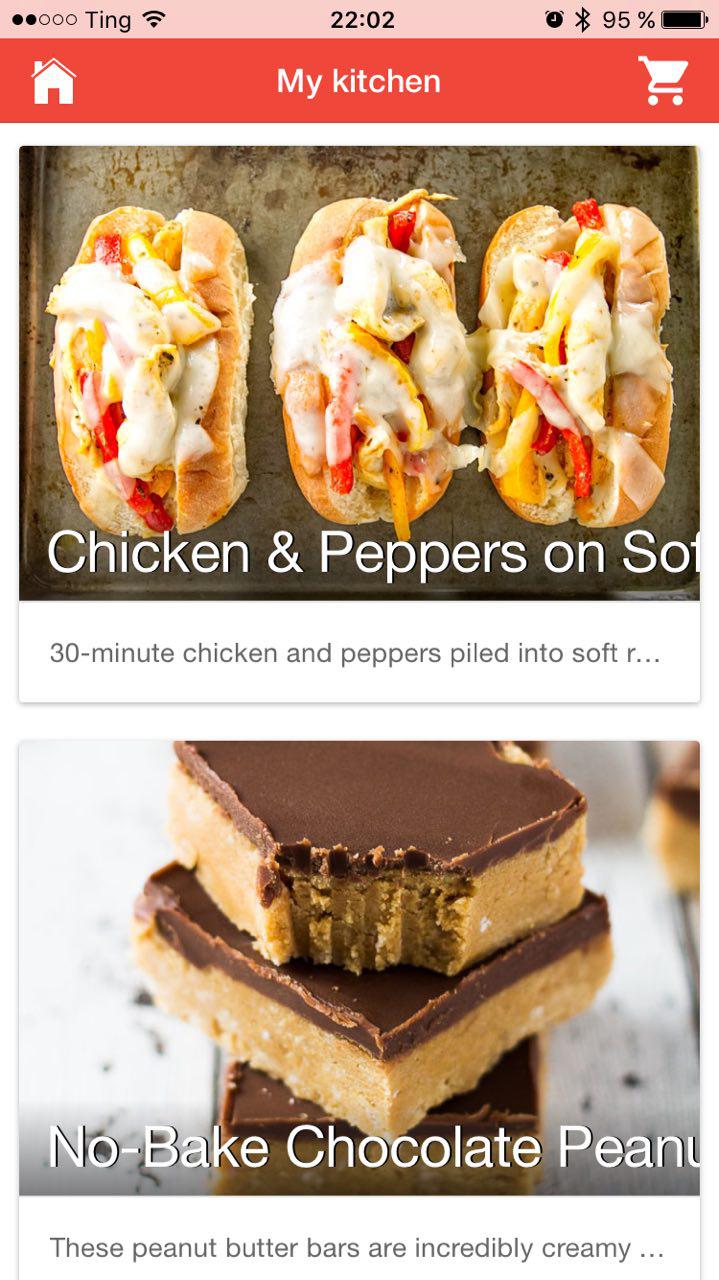 Ting 22:02 95 %
My kitchen
Chicken & Peppers on Sof
30-minute chicken and peppers piled into soft r...
No-Bake Chocolate Peanu
These peanut butter bars are incredibly creamy ...